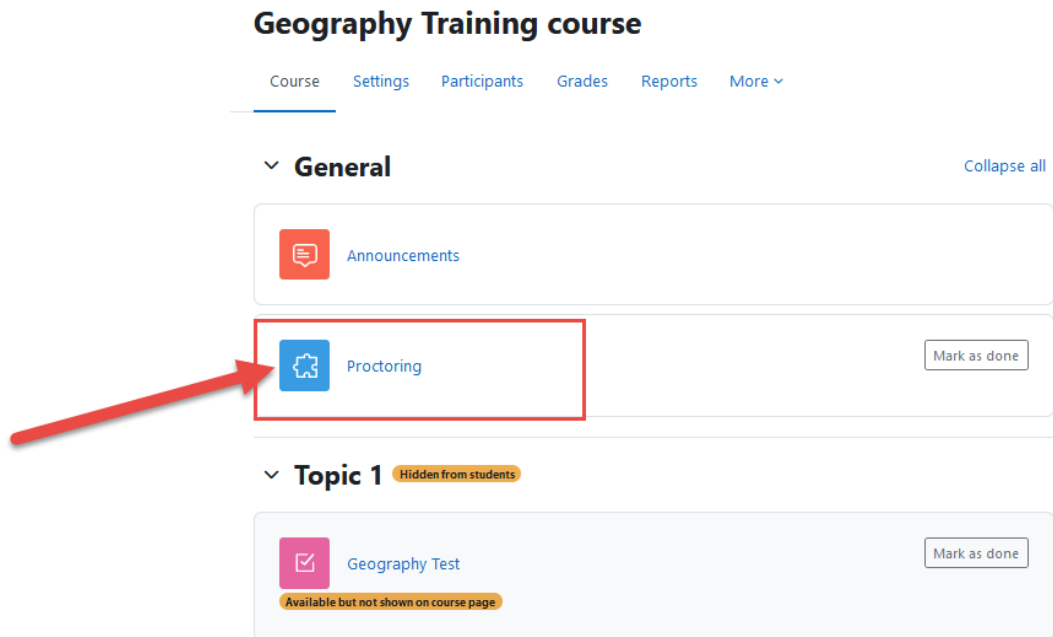 Geography Training course
Course Settings Participants Grades Reports More
General Collapse all
Announcements
Proctoring Mark as done
Topic 1 Hidden from students
Geography Test Mark as done
Available but not shown on course page